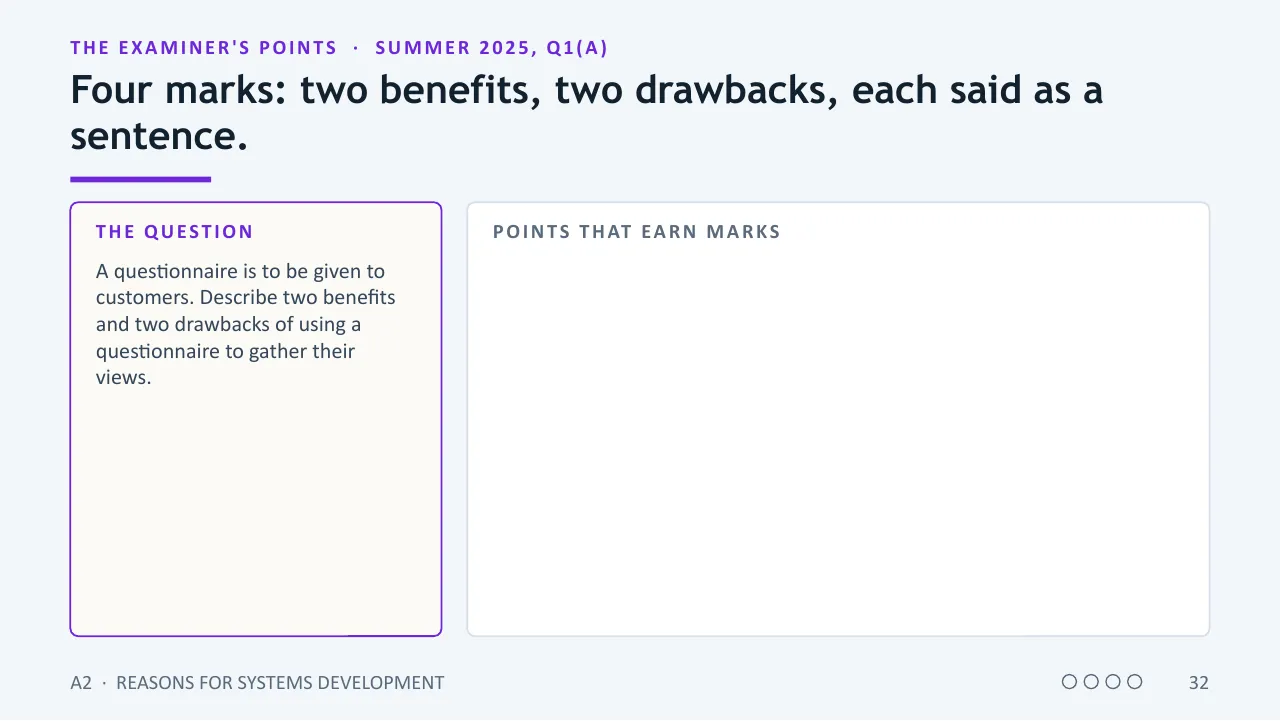 THE EXAMINER'S POINTS · SUMMER 2025, Q1(A)
Four marks: two benefits, two drawbacks, each said as a
sentence.
THE QUESTION
A questionnaire is to be given to
customers. Describe two benefits
and two drawbacks of using a
questionnaire to gather their
views.
POINTS THAT EARN MARKS
A2 · REASONS FOR SYSTEMS DEVELOPMENT
32